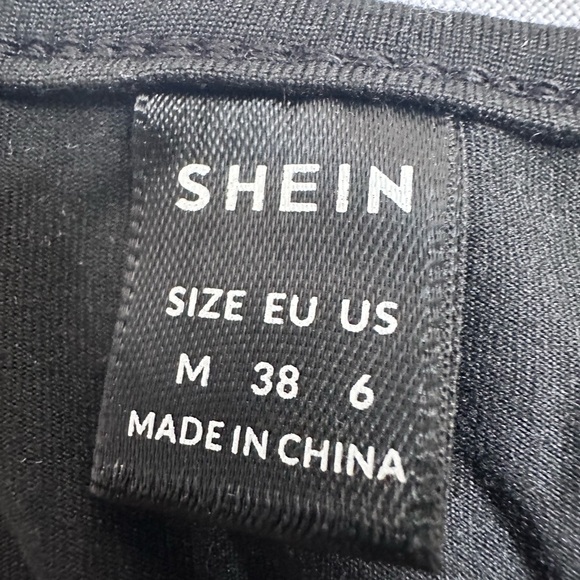 SHEIN
SIZE EU US
M 38 6
MADE IN CHINA